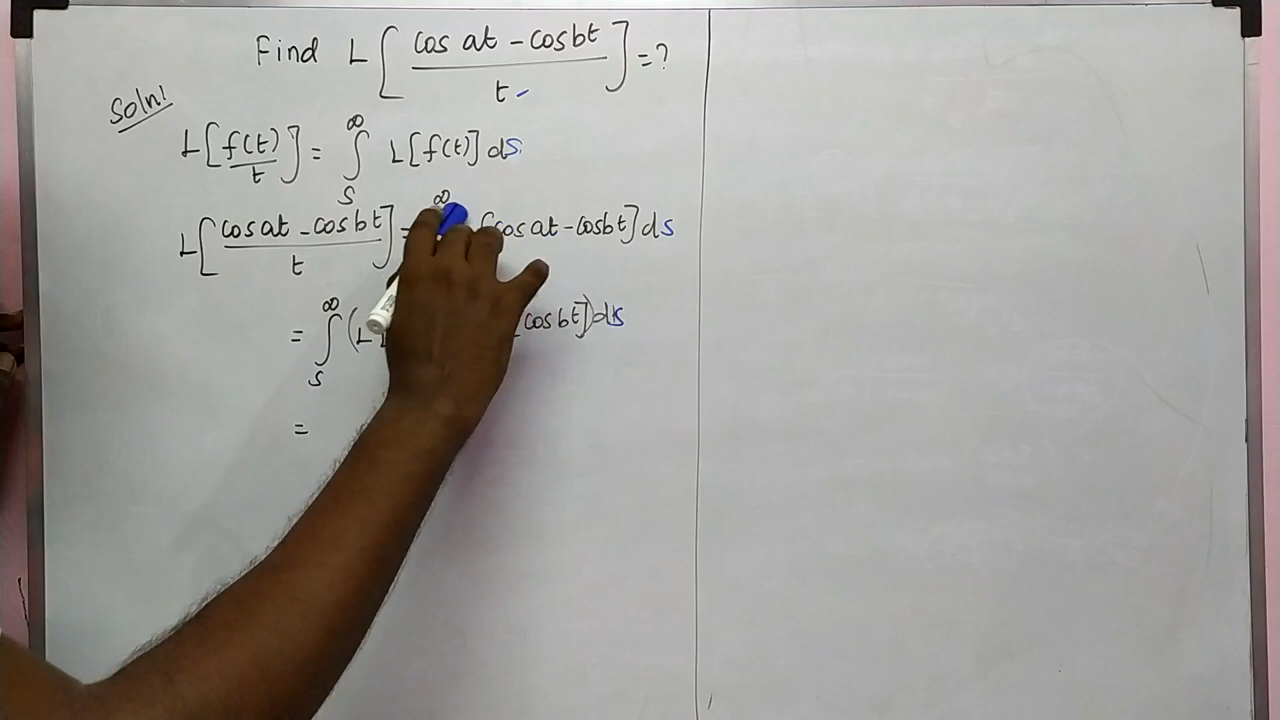 Find L[ cos at - cos bt / t ] = ?
Soln!
L[ f(t) / t ] = ∫_s^∞ L[f(t)] ds
L[ cos at - cos bt / t ] = ∞ [cos at - cos bt] ds
= ∫_s^∞ (L cos bt]) ds
=